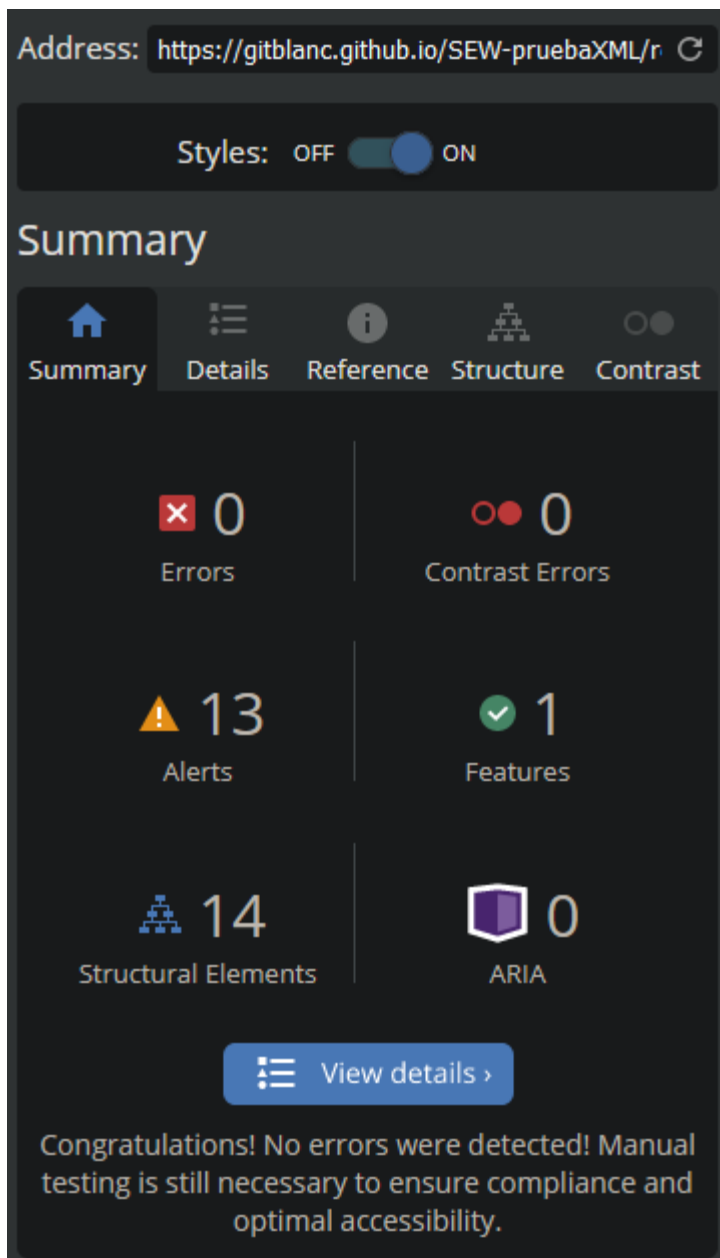 Address: https://gitblanc.github.io/SEW-pruebaXML/r
Styles: OFF ON
Summary
Summary Details Reference Structure Contrast
0 0
Errors Contrast Errors
13 1
Alerts Features
14 0
Structural Elements ARIA
View details ›
Congratulations! No errors were detected! Manual
testing is still necessary to ensure compliance and
optimal accessibility.